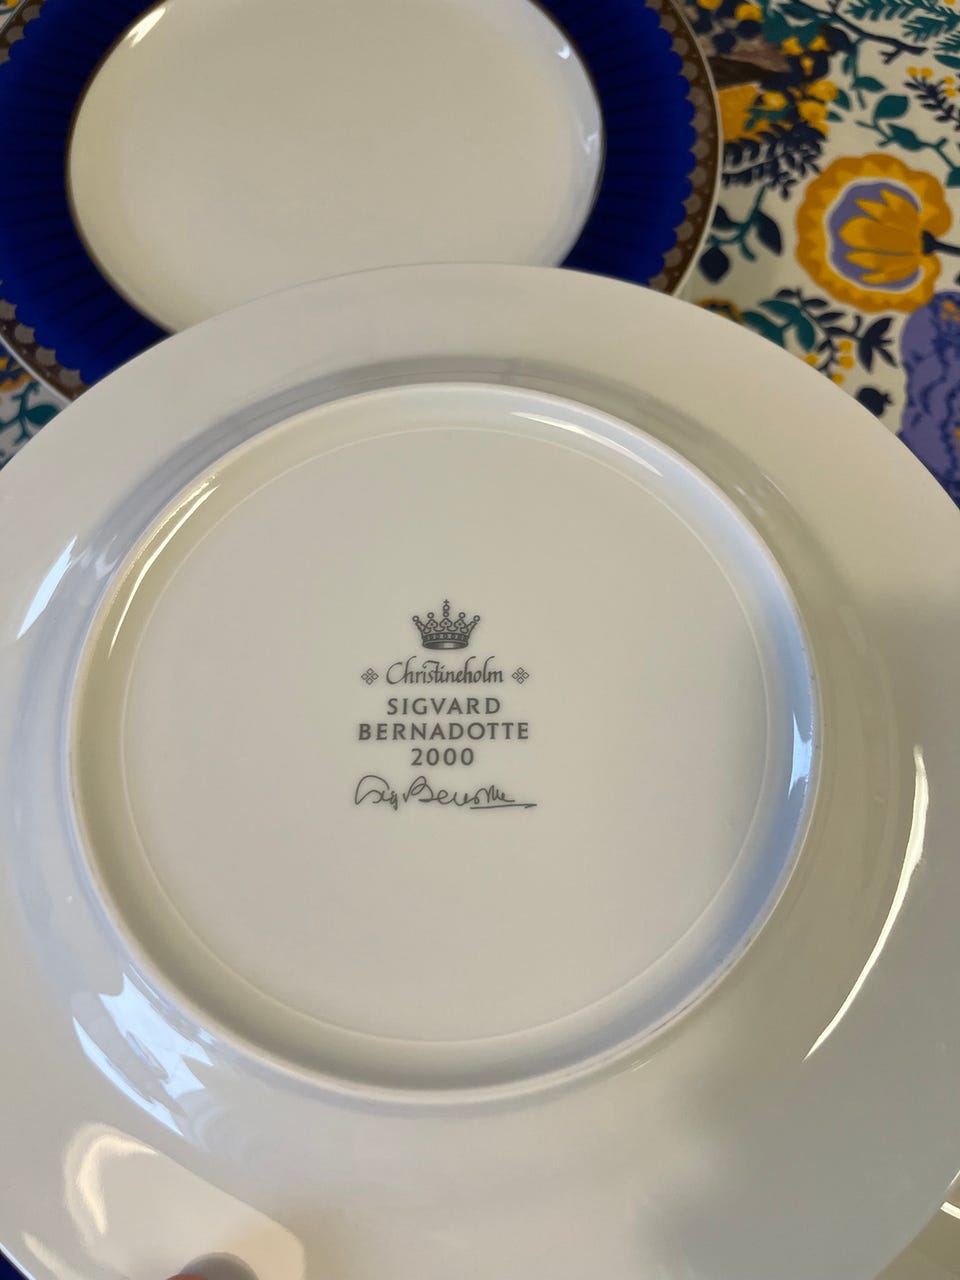 Christineholm
SIGVARD
BERNADOTTE
2000